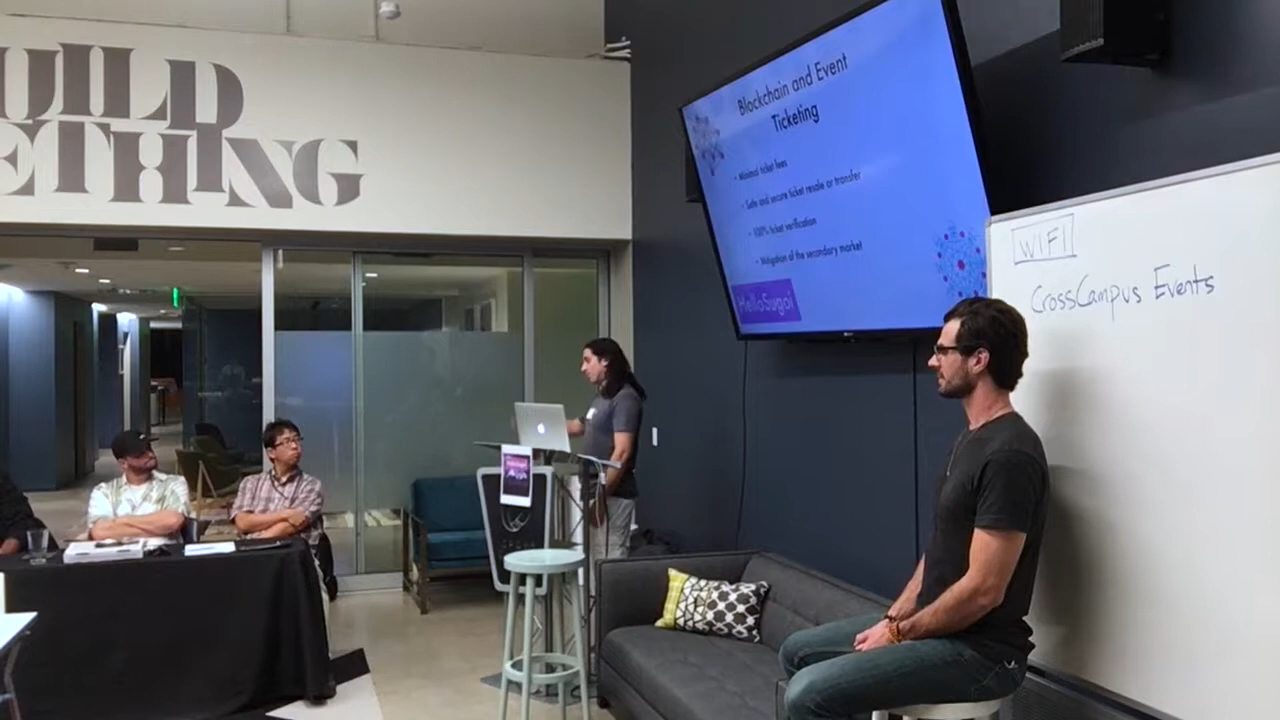 UILD
ETHING
Blockchain and Event
Ticketing
- Minimal ticket fees
- Safe and secure ticket resale or transfer
- 100% ticket verification
- Mitigation of the secondary market
HelloSugoi
WIFI
CrossCampus Events